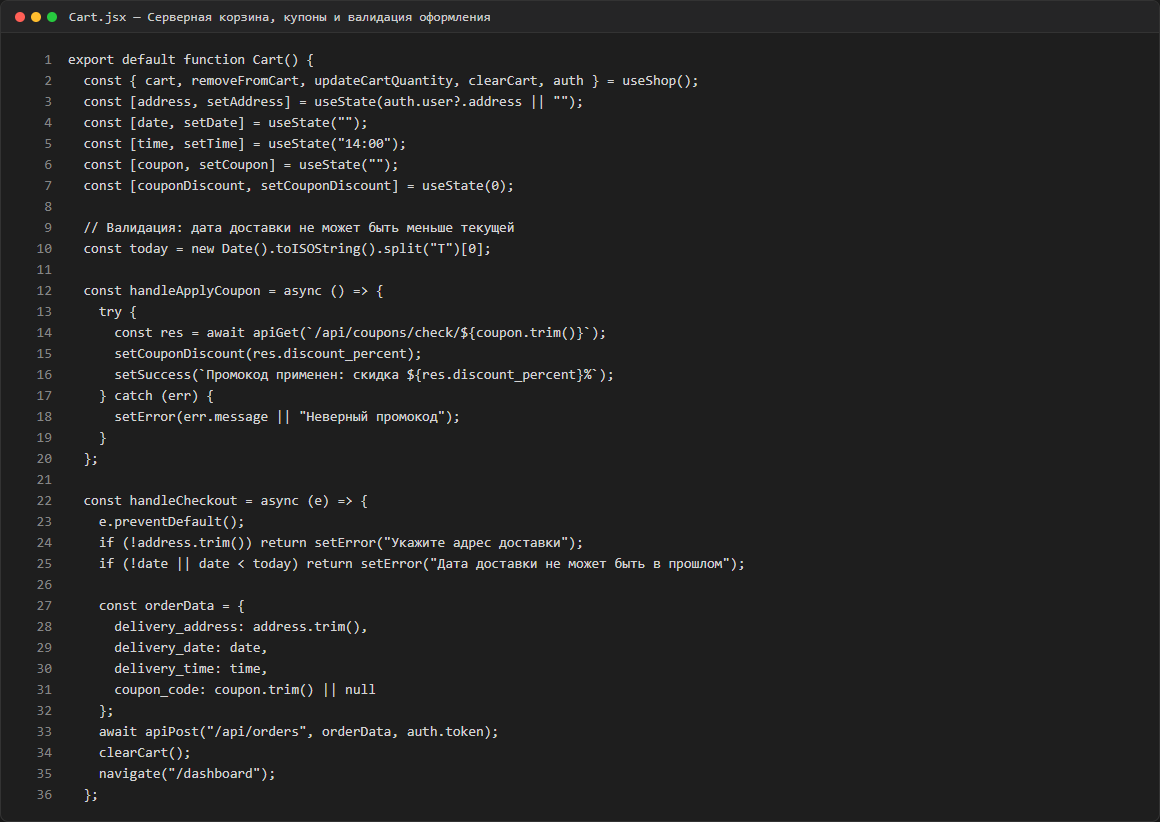 Cart.jsx — Серверная корзина, купоны и валидация оформления
1 export default function Cart() {
2   const { cart, removeFromCart, updateCartQuantity, clearCart, auth } = useShop();
3   const [address, setAddress] = useState(auth.user?.address || "");
4   const [date, setDate] = useState("");
5   const [time, setTime] = useState("14:00");
6   const [coupon, setCoupon] = useState("");
7   const [couponDiscount, setCouponDiscount] = useState(0);
8
9   // Валидация: дата доставки не может быть меньше текущей
10   const today = new Date().toISOString().split("T")[0];
11
12   const handleApplyCoupon = async () => {
13     try {
14       const res = await apiGet(`/api/coupons/check/${coupon.trim()}`);
15       setCouponDiscount(res.discount_percent);
16       setSuccess(`Промокод применен: скидка ${res.discount_percent}%`);
17     } catch (err) {
18       setError(err.message || "Неверный промокод");
19     }
20   };
21
22   const handleCheckout = async (e) => {
23     e.preventDefault();
24     if (!address.trim()) return setError("Укажите адрес доставки");
25     if (!date || date < today) return setError("Дата доставки не может быть в прошлом");
26
27     const orderData = {
28       delivery_address: address.trim(),
29       delivery_date: date,
30       delivery_time: time,
31       coupon_code: coupon.trim() || null
32     };
33     await apiPost("/api/orders", orderData, auth.token);
34     clearCart();
35     navigate("/dashboard");
36   };